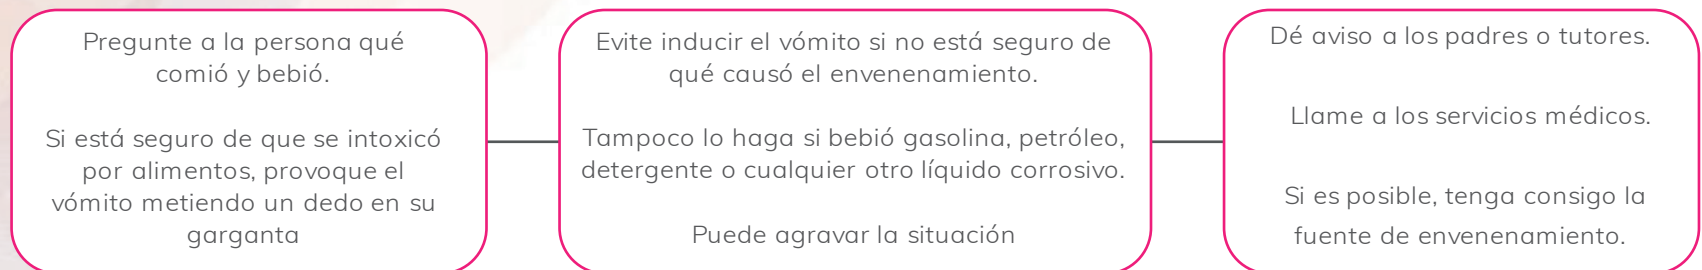 Pregunte a la persona qué
comió y bebió.
Si está seguro de que se intoxicó
por alimentos, provoque el
vómito metiendo un dedo en su
garganta
Evite inducir el vómito si no está seguro de
qué causó el envenenamiento.
Tampoco lo haga si bebió gasolina, petróleo,
detergente o cualquier otro líquido corrosivo.
Puede agravar la situación
Dé aviso a los padres o tutores.
Llame a los servicios médicos.
Si es posible, tenga consigo la
fuente de envenenamiento.